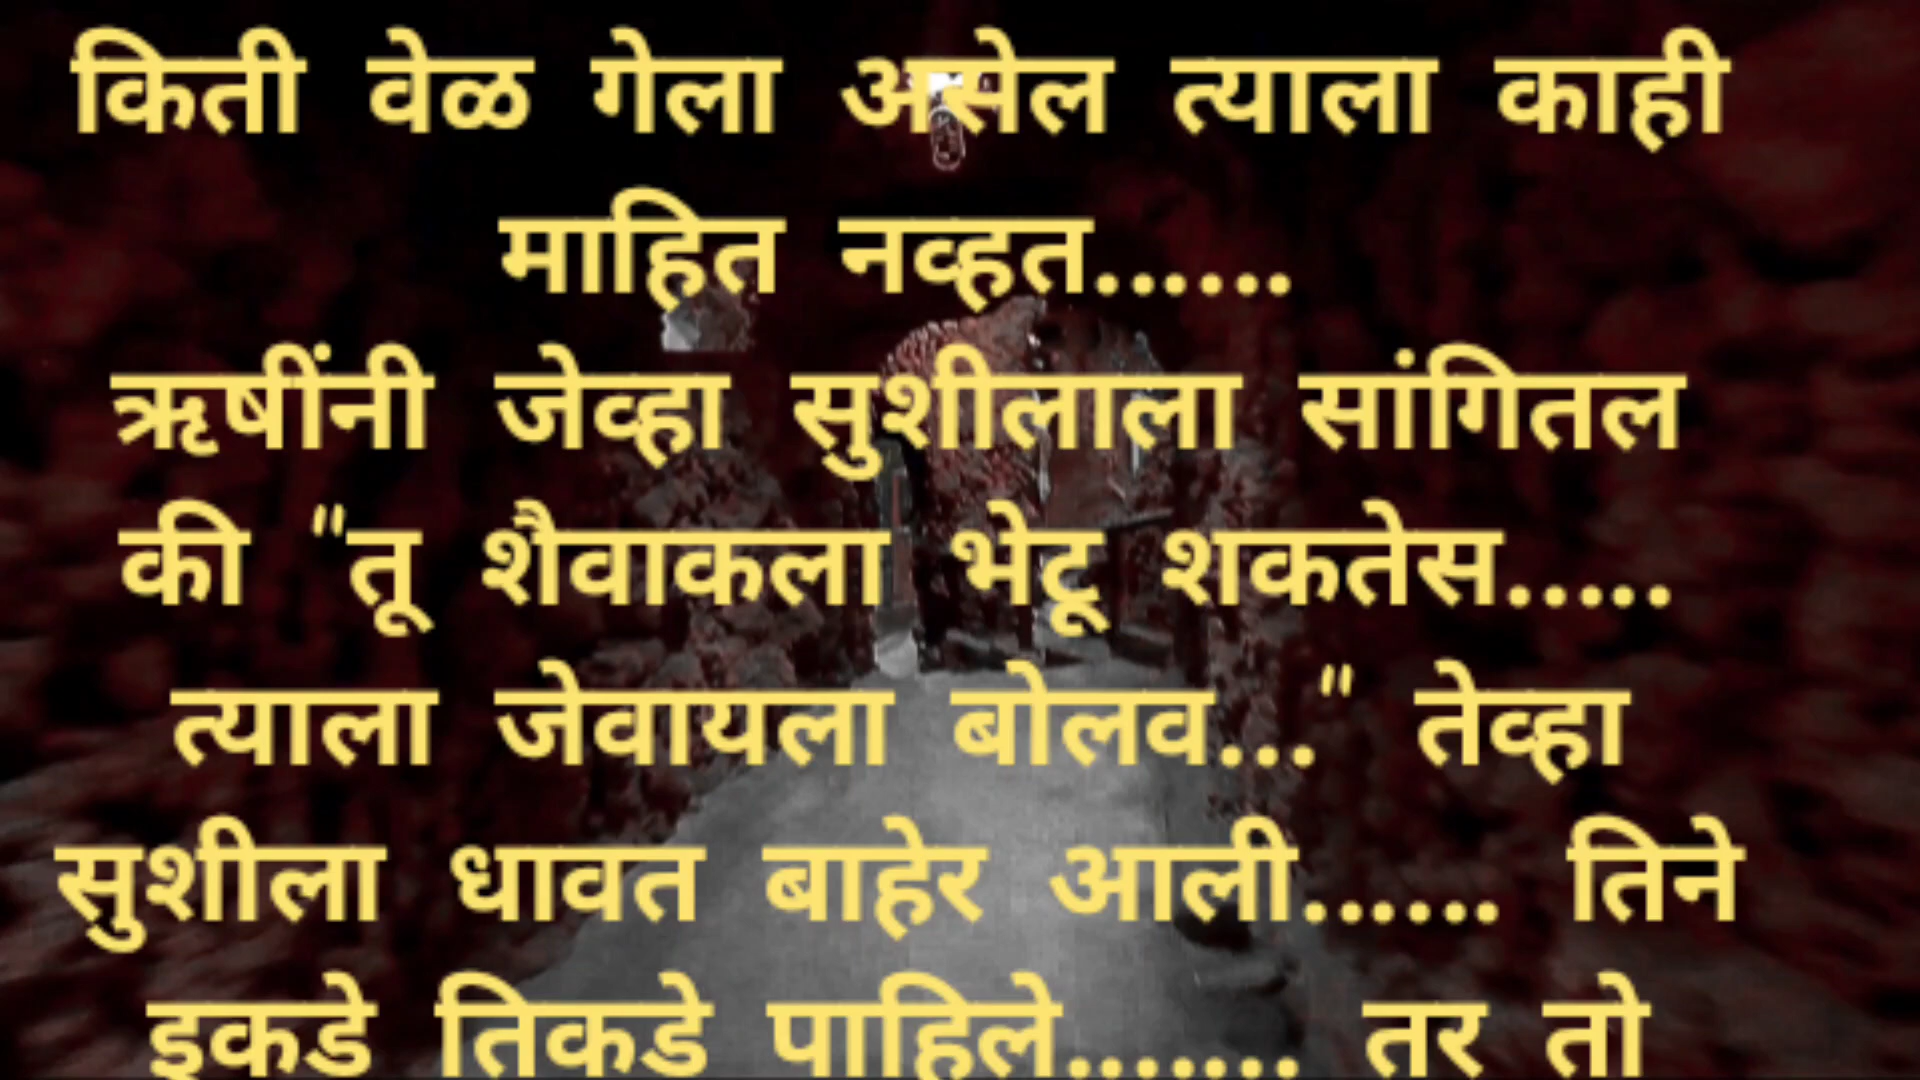 किती वेळ गेला असेल त्याला काही
माहित नव्हत......
ऋषींनी जेव्हा सुशीलाला सांगितल
की "तू शैवाकला भेटू शकतेस.....
त्याला जेवायला बोलव..." तेव्हा
सुशीला धावत बाहेर आली...... तिने
इकडे तिकडे पाहिले....... तर तो